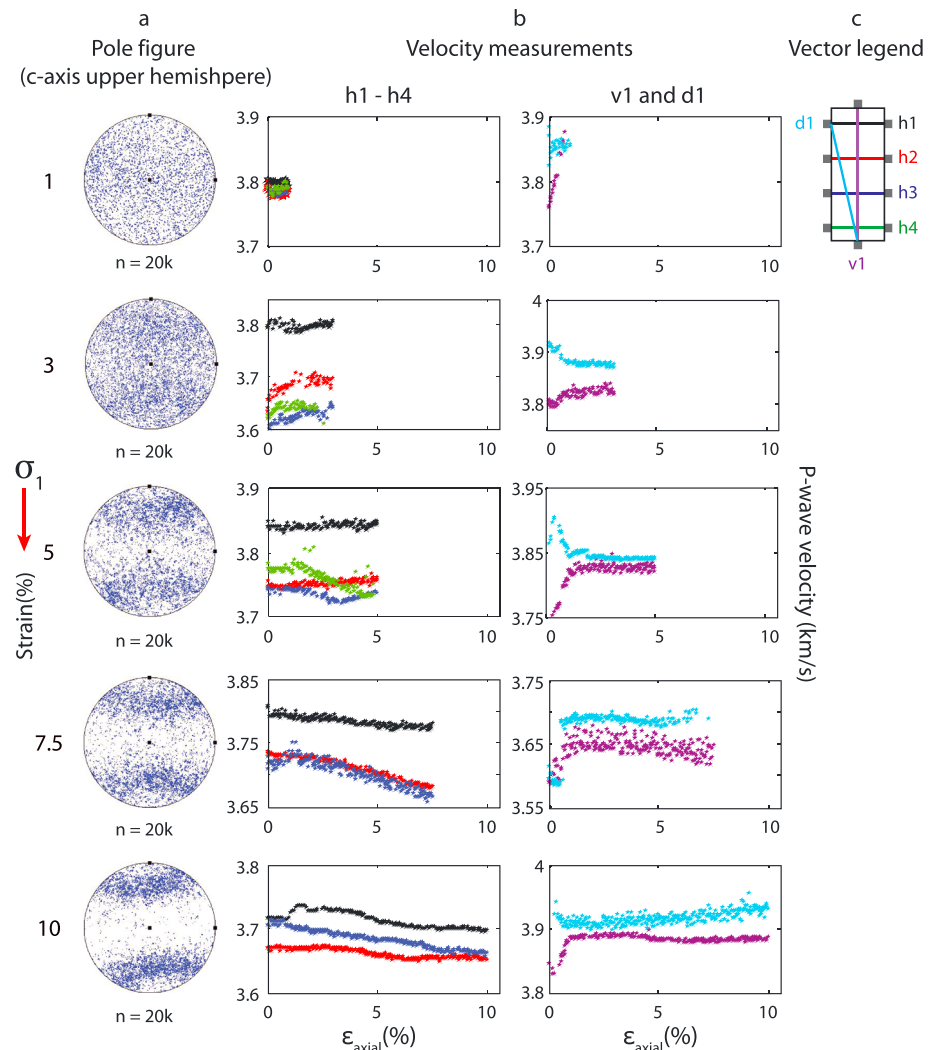 a
b
c
Pole figure
(c-axis upper hemishpere)
Velocity measurements
Vector legend
h1 - h4
v1 and d1
d1
h1
h2
h3
h4
v1
1
n = 20k
3.9
3.8
3.7
0
5
10
3.9
3.8
3.7
0
5
10
3
n = 20k
3.8
3.7
3.6
0
5
10
4
3.9
3.8
0
5
10
σ1
Strain(%)
5
n = 20k
3.9
3.8
3.7
0
5
10
3.95
3.85
3.75
0
5
10
P-wave velocity (km/s)
7.5
n = 20k
3.85
3.75
3.65
0
5
10
3.75
3.65
3.55
0
5
10
10
n = 20k
3.8
3.7
3.6
0
5
10
4
3.9
3.8
0
5
10
εaxial(%)
εaxial(%)